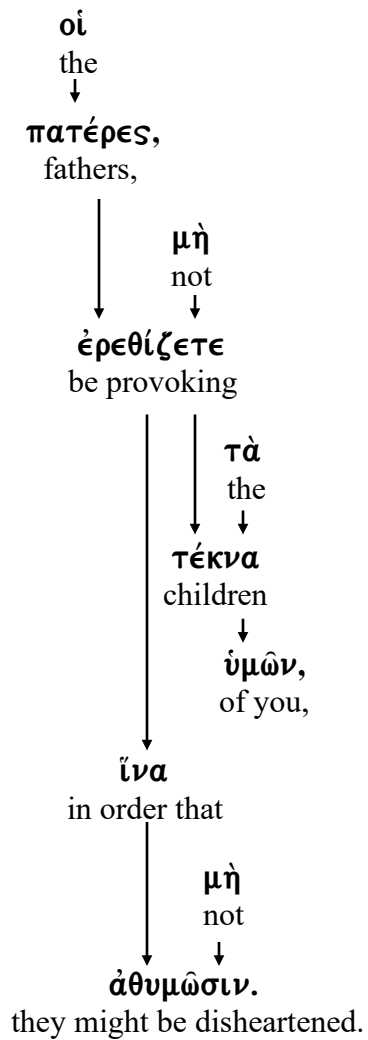 οἱ
the
πατέρες,
fathers,
μὴ
not
ἐρεθίζετε
be provoking
τὰ
the
τέκνα
children
ὑμῶν,
of you,
ἵνα
in order that
μὴ
not
ἀθυμῶσιν.
they might be disheartened.